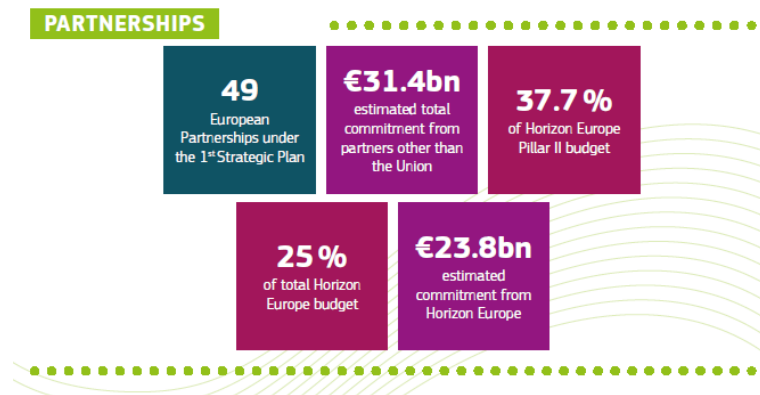 PARTNERSHIPS
49
European
Partnerships under
the 1st Strategic Plan
€31.4bn
estimated total
commitment from
partners other than
the Union
37.7 %
of Horizon Europe
Pillar II budget
25 %
of total Horizon
Europe budget
€23.8bn
estimated
commitment from
Horizon Europe